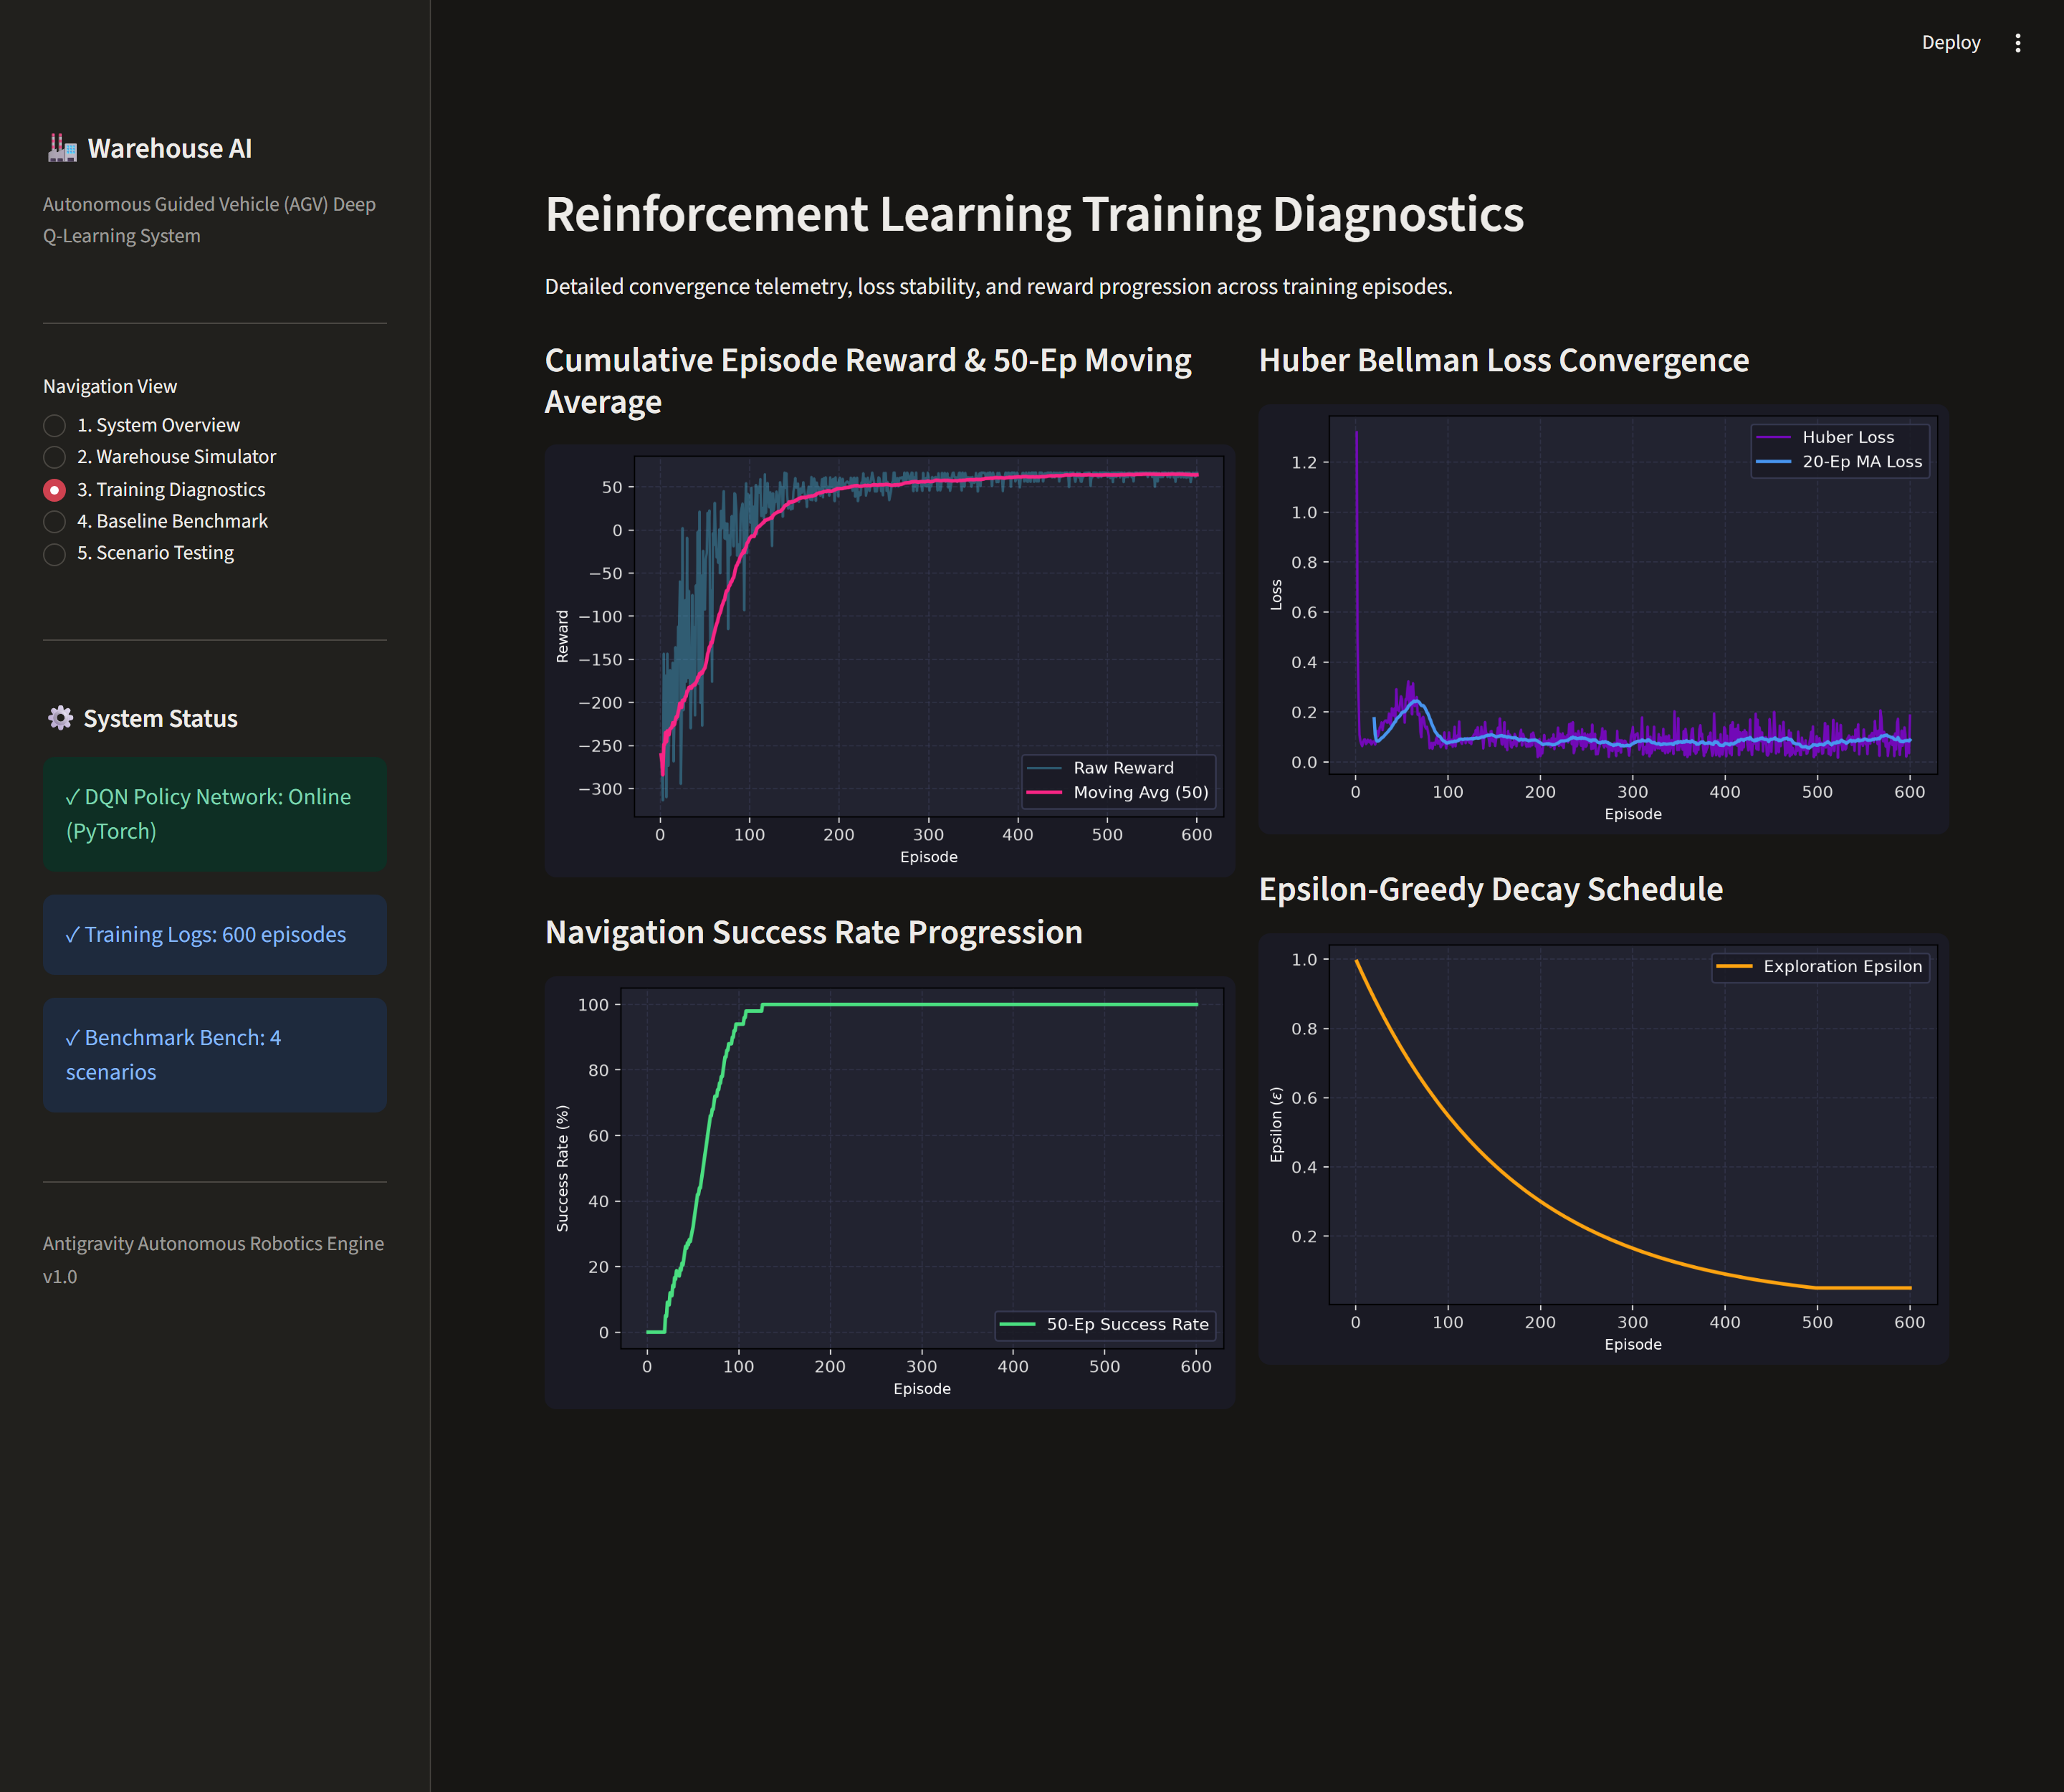 Deploy
Warehouse AI
Autonomous Guided Vehicle (AGV) Deep
Q-Learning System
Navigation View
1. System Overview
2. Warehouse Simulator
3. Training Diagnostics
4. Baseline Benchmark
5. Scenario Testing
System Status
✓ DQN Policy Network: Online
(PyTorch)
✓ Training Logs: 600 episodes
✓ Benchmark Bench: 4
scenarios
Antigravity Autonomous Robotics Engine
v1.0
Reinforcement Learning Training Diagnostics
Detailed convergence telemetry, loss stability, and reward progression across training episodes.
Cumulative Episode Reward & 50-Ep Moving
Average
50
0
−50
−100
−150
−200
−250
−300
Reward
Raw Reward
Moving Avg (50)
0 100 200 300 400 500 600
Episode
Navigation Success Rate Progression
100
80
60
40
20
0
Success Rate (%)
50-Ep Success Rate
0 100 200 300 400 500 600
Episode
Huber Bellman Loss Convergence
Huber Loss
20-Ep MA Loss
1.2
1.0
0.8
0.6
0.4
0.2
0.0
Loss
0 100 200 300 400 500 600
Episode
Epsilon-Greedy Decay Schedule
Exploration Epsilon
1.0
0.8
0.6
0.4
0.2
Epsilon (ε)
0 100 200 300 400 500 600
Episode